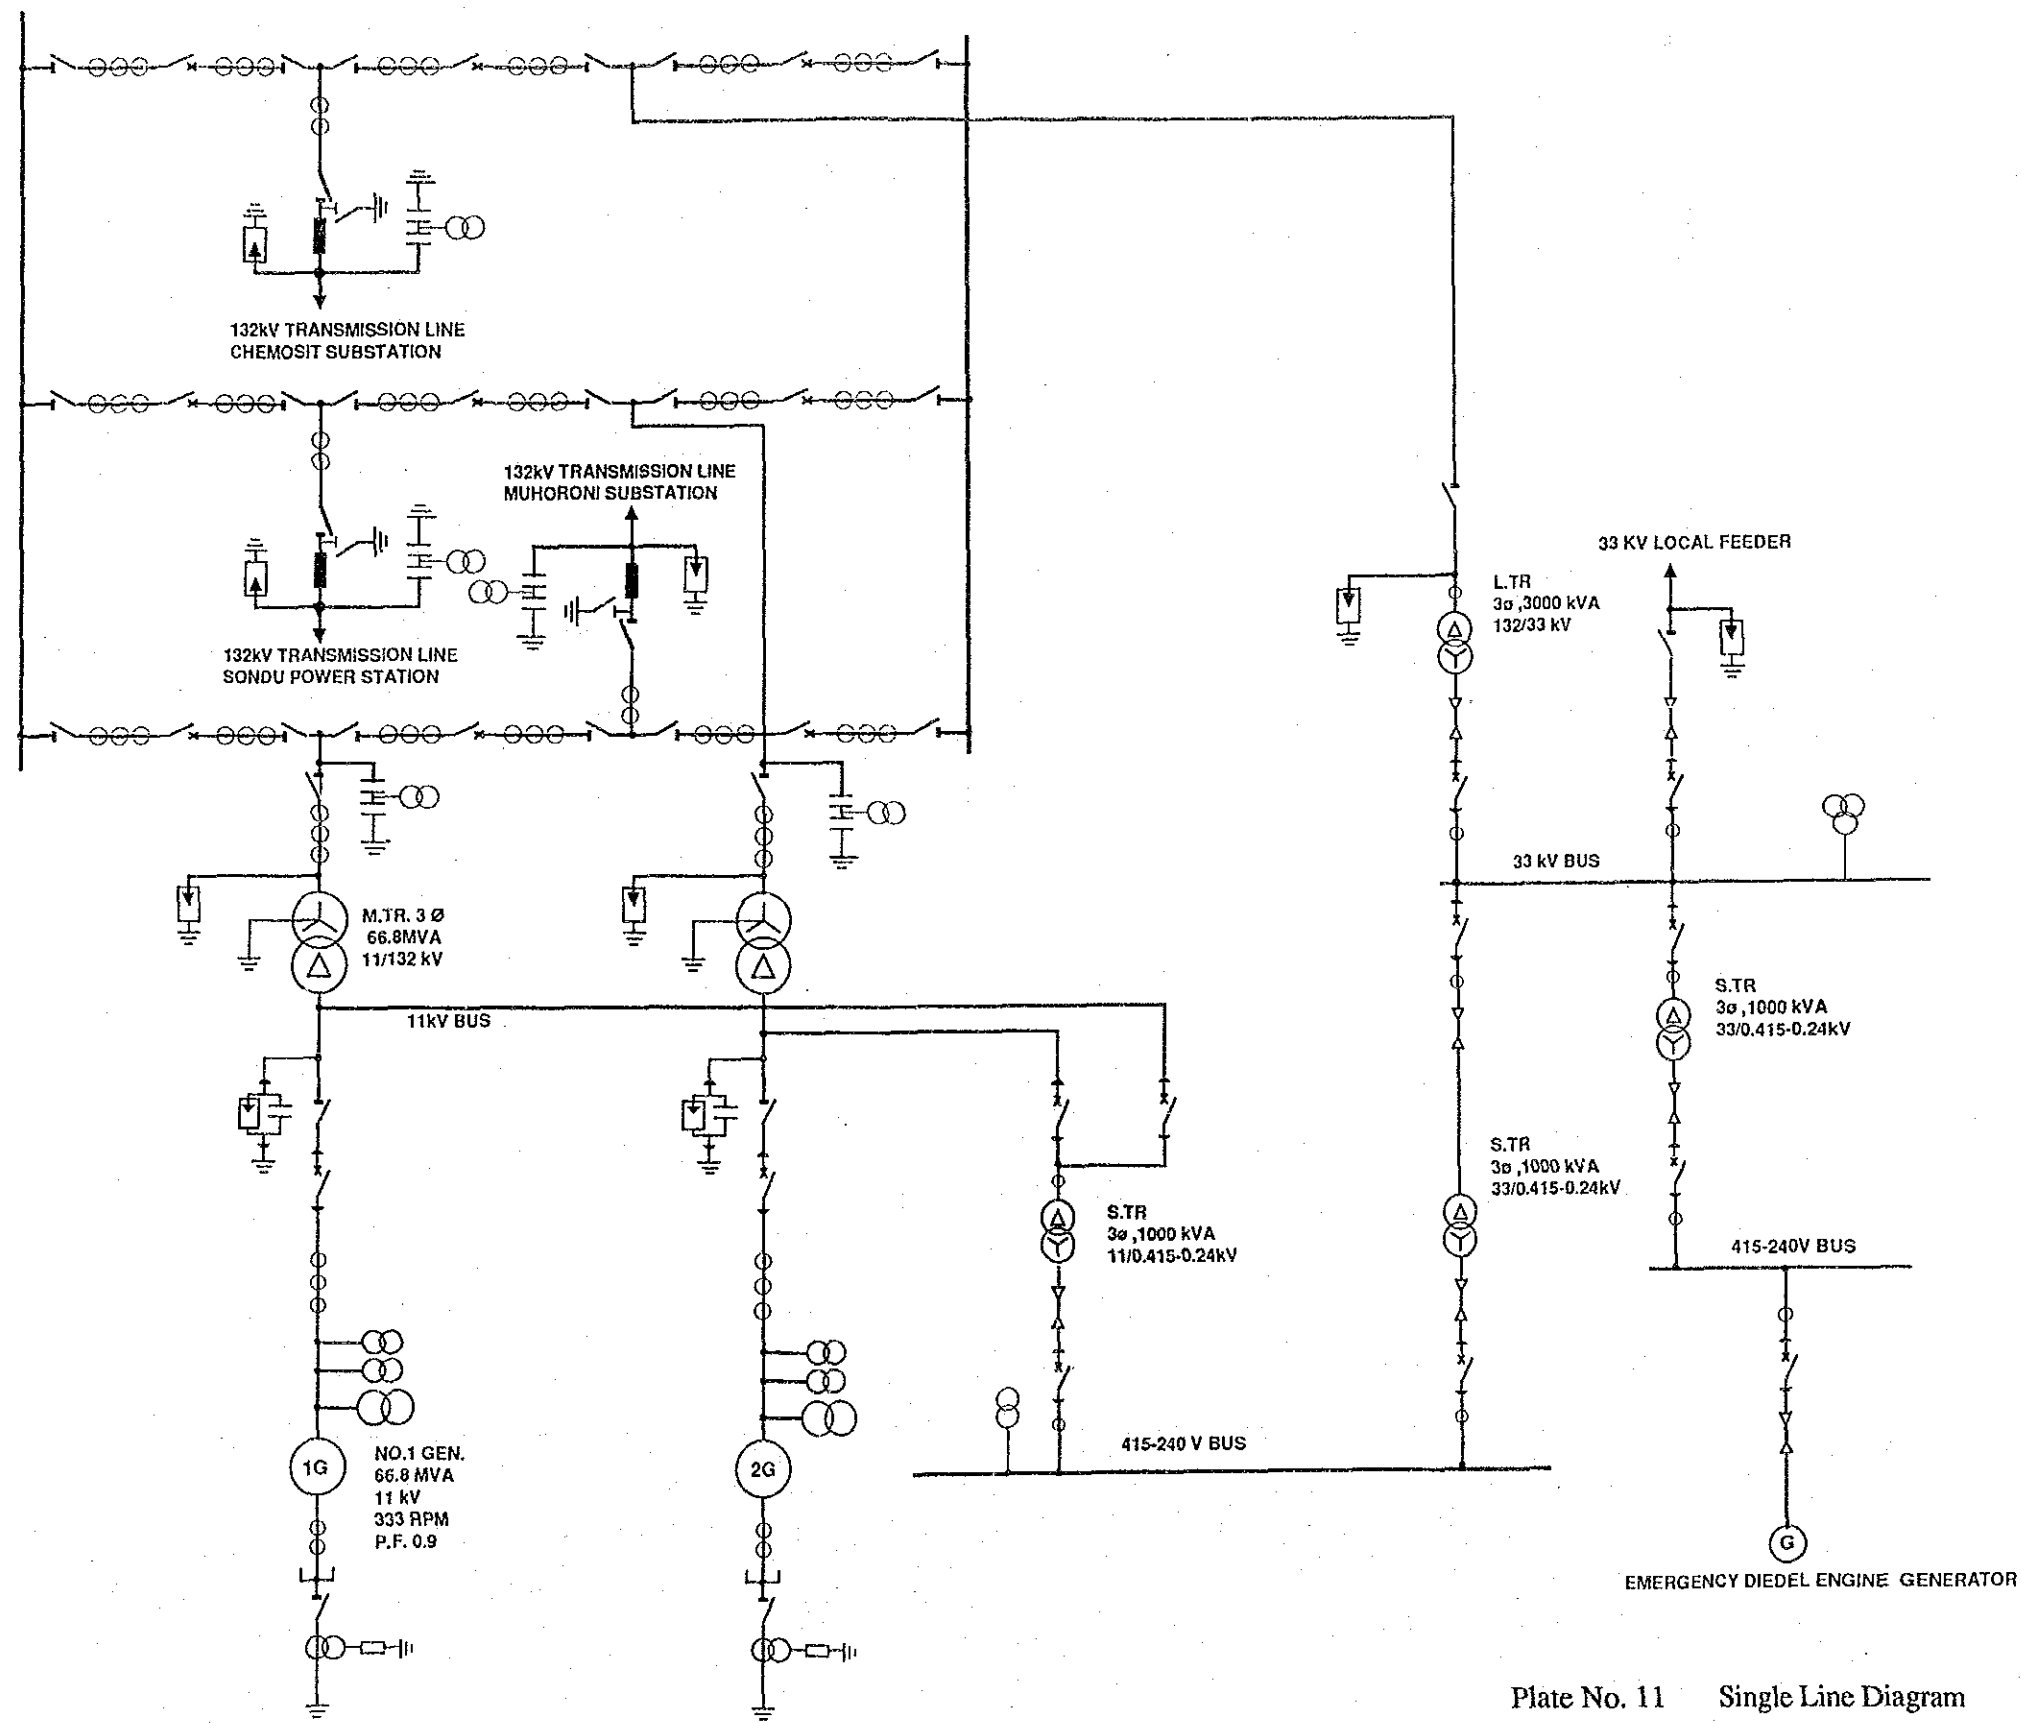 132kV TRANSMISSION LINE
CHEMOSIT SUBSTATION
132kV TRANSMISSION LINE
MUHORONI SUBSTATION
33 KV LOCAL FEEDER
L.TR
3ø ,3000 kVA
132/33 kV
132kV TRANSMISSION LINE
SONDU POWER STATION
33 kV BUS
M.TR. 3 Ø
66.8MVA
11/132 kV
S.TR
3ø ,1000 kVA
33/0.415-0.24kV
11kV BUS
S.TR
3ø ,1000 kVA
33/0.415-0.24kV
S.TR
3ø ,1000 kVA
11/0.415-0.24kV
415-240V BUS
415-240 V BUS
1G
NO.1 GEN.
66.8 MVA
11 kV
333 RPM
P.F. 0.9
2G
G
EMERGENCY DIEDEL ENGINE GENERATOR
Plate No. 11 Single Line Diagram